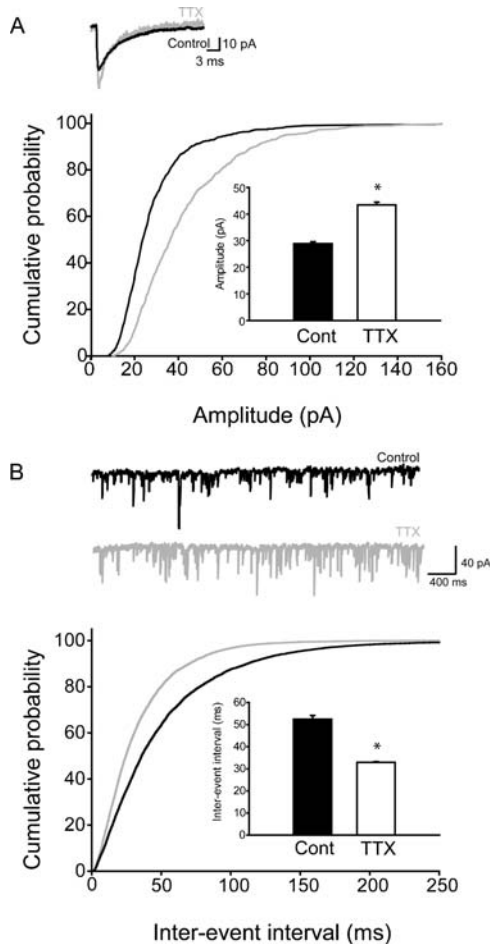 A
TTX
Control
10 pA
3 ms
100
80
60
40
20
0
Cumulative probability
50
40
30
20
10
0
Amplitude (pA)
*
Cont TTX
0 20 40 60 80 100 120 140 160
Amplitude (pA)
B
Control
TTX
40 pA
400 ms
100
80
60
40
20
0
Cumulative probability
60
50
40
30
20
10
0
Inter-event interval (ms)
*
Cont TTX
0 50 100 150 200 250
Inter-event interval (ms)